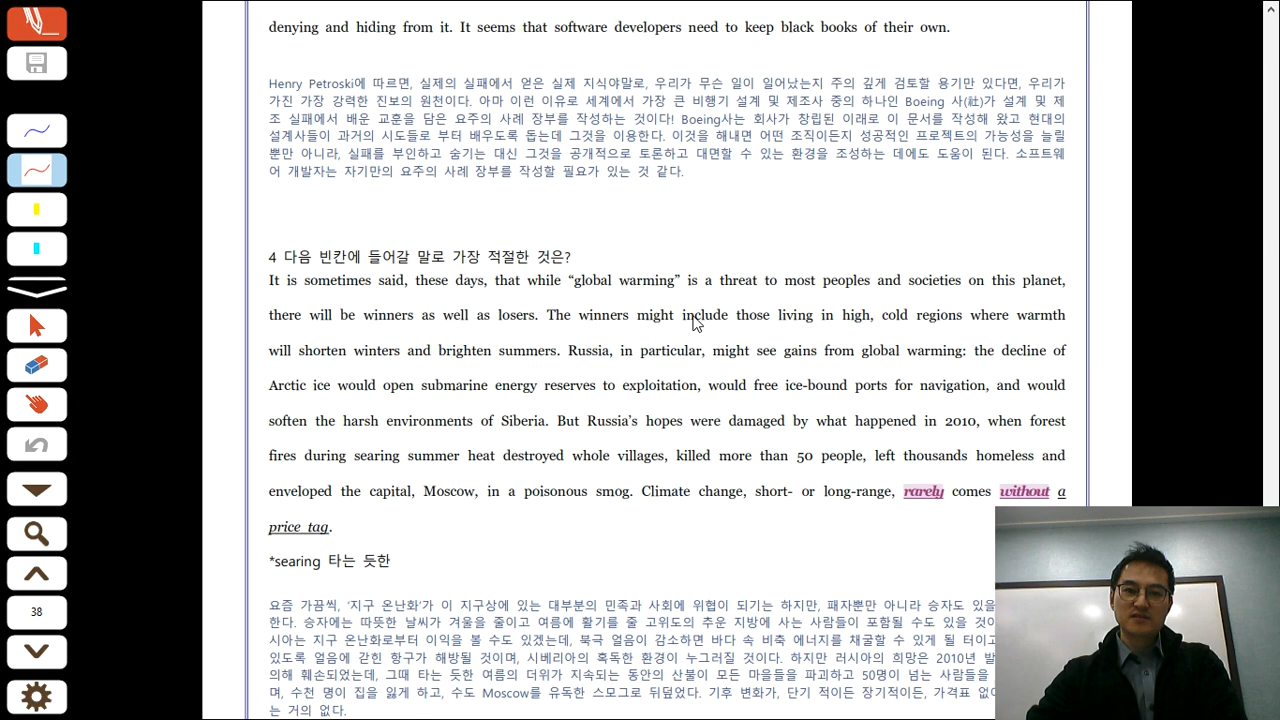 denying and hiding from it. It seems that software developers need to keep black books of their own.
Henry Petroski에 따르면, 실제의 실패에서 얻은 실제 지식야말로, 우리가 무슨 일이 일어났는지 주의 깊게 검토할 용기만 있다면, 우리가
가진 가장 강력한 진보의 원천이다. 아마 이런 이유로 세계에서 가장 큰 비행기 설계 및 제조사 중의 하나인 Boeing 사(社)가 설계 및 제
조 실패에서 배운 교훈을 담은 요주의 사례 장부를 작성하는 것이다! Boeing사는 회사가 창립된 이래로 이 문서를 작성해 왔고 현대의
설계사들이 과거의 시도들로 부터 배우도록 돕는데 그것을 이용한다. 이것을 해내면 어떤 조직이든지 성공적인 프로젝트의 가능성을 늘릴
뿐만 아니라, 실패를 부인하고 숨기는 대신 그것을 공개적으로 토론하고 대면할 수 있는 환경을 조성하는 데에도 도움이 된다. 소프트웨
어 개발자는 자기만의 요주의 사례 장부를 작성할 필요가 있는 것 같다.
4 다음 빈칸에 들어갈 말로 가장 적절한 것은?
It is sometimes said, these days, that while “global warming” is a threat to most peoples and societies on this planet,
there will be winners as well as losers. The winners might include those living in high, cold regions where warmth
will shorten winters and brighten summers. Russia, in particular, might see gains from global warming: the decline of
Arctic ice would open submarine energy reserves to exploitation, would free ice-bound ports for navigation, and would
soften the harsh environments of Siberia. But Russia’s hopes were damaged by what happened in 2010, when forest
fires during searing summer heat destroyed whole villages, killed more than 50 people, left thousands homeless and
enveloped the capital, Moscow, in a poisonous smog. Climate change, short- or long-range, rarely comes without a
price tag.
*searing 타는 듯한
요즘 가끔씩, ‘지구 온난화’가 이 지구상에 있는 대부분의 민족과 사회에 위협이 되기는 하지만, 패자뿐만 아니라 승자도 있을
한다. 승자에는 따뜻한 날씨가 겨울을 줄이고 여름에 활기를 줄 고위도의 추운 지방에 사는 사람들이 포함될 수도 있을 것이
시아는 지구 온난화로부터 이익을 볼 수도 있겠는데, 북극 얼음이 감소하면 바다 속 비축 에너지를 채굴할 수 있게 될 터이고
있도록 얼음에 갇힌 항구가 해방될 것이며, 시베리아의 혹독한 환경이 누그러질 것이다. 하지만 러시아의 희망은 2010년 발
의해 훼손되었는데, 그때 타는 듯한 여름의 더위가 지속되는 동안의 산불이 모든 마을들을 파괴하고 50명이 넘는 사람들을
며, 수천 명이 집을 잃게 하고, 수도 Moscow를 유독한 스모그로 뒤덮었다. 기후 변화가, 단기 적이든 장기적이든, 가격표 없이
는 거의 없다.
38